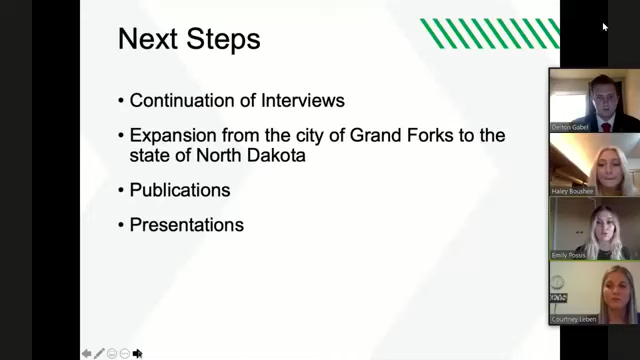 Next Steps
• Continuation of Interviews
• Expansion from the city of Grand Forks to the
state of North Dakota
• Publications
• Presentations
Delton Gabel
Haley Boushee
Emily Possis
Courtney Leben